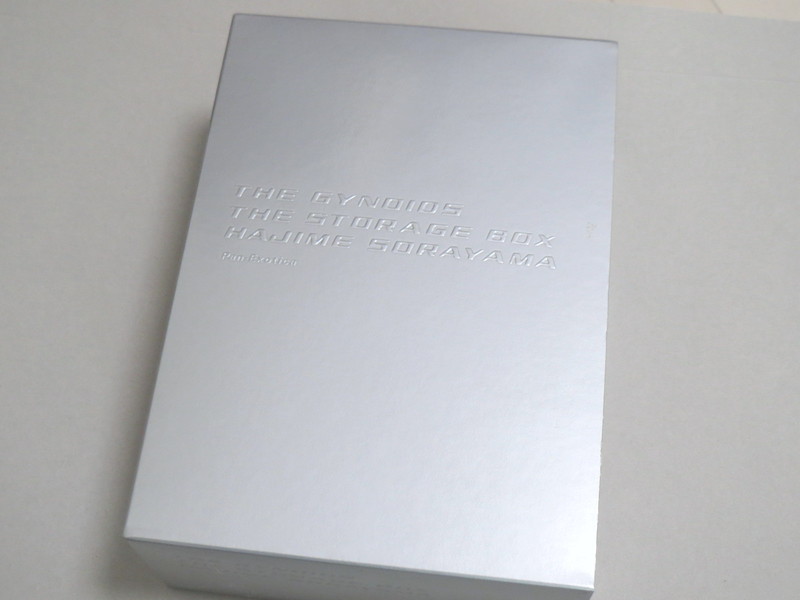 THE GYNOIDS
THE STORAGE BOX
HAJIME SORAYAMA